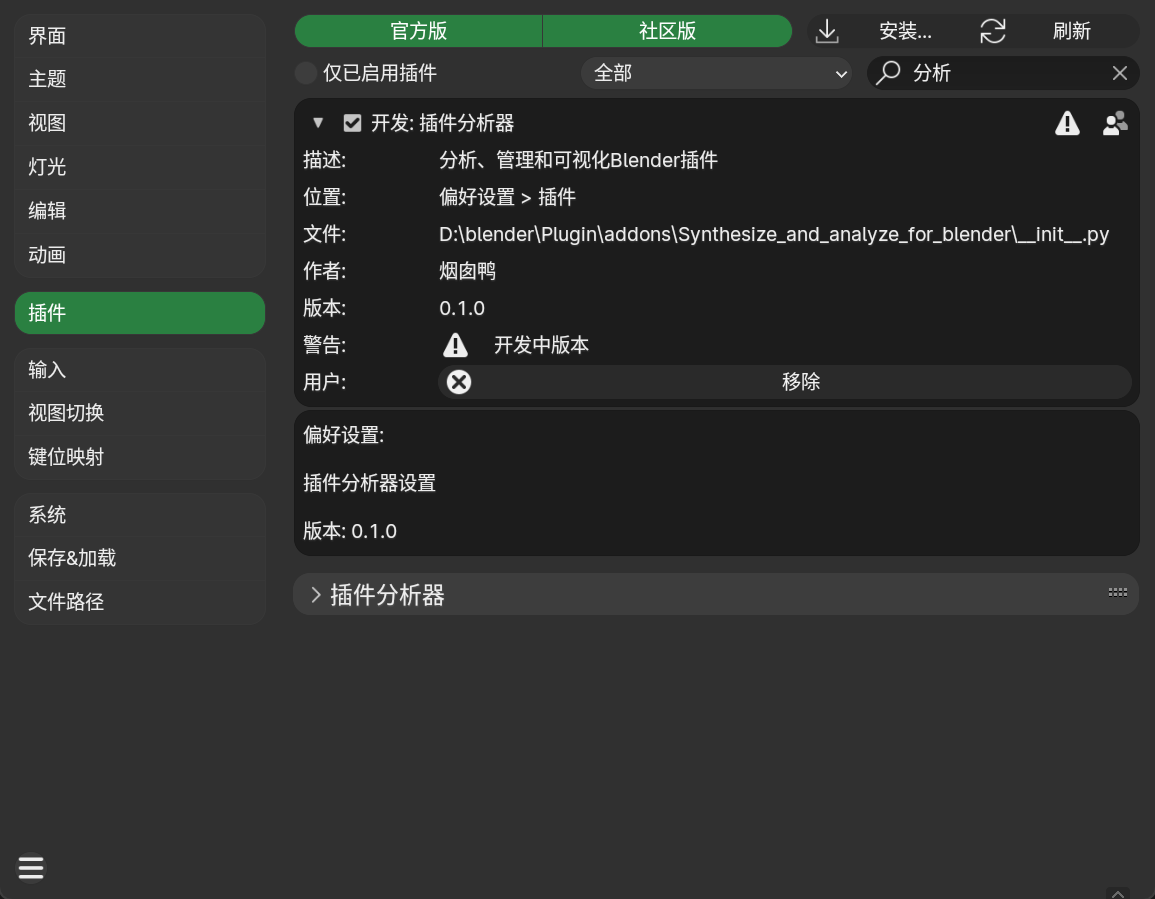 界面
主题
视图
灯光
编辑
动画
插件
输入
视图切换
键位映射
系统
保存&加载
文件路径
官方版 社区版 安装... 刷新
仅已启用插件 全部 分析
开发: 插件分析器
描述: 分析、管理和可视化Blender插件
位置: 偏好设置 > 插件
文件: D:\blender\Plugin\addons\Synthesize_and_analyze_for_blender\__init__.py
作者: 烟囱鸭
版本: 0.1.0
警告: 开发中版本
用户: 移除
偏好设置:
插件分析器设置
版本: 0.1.0
插件分析器